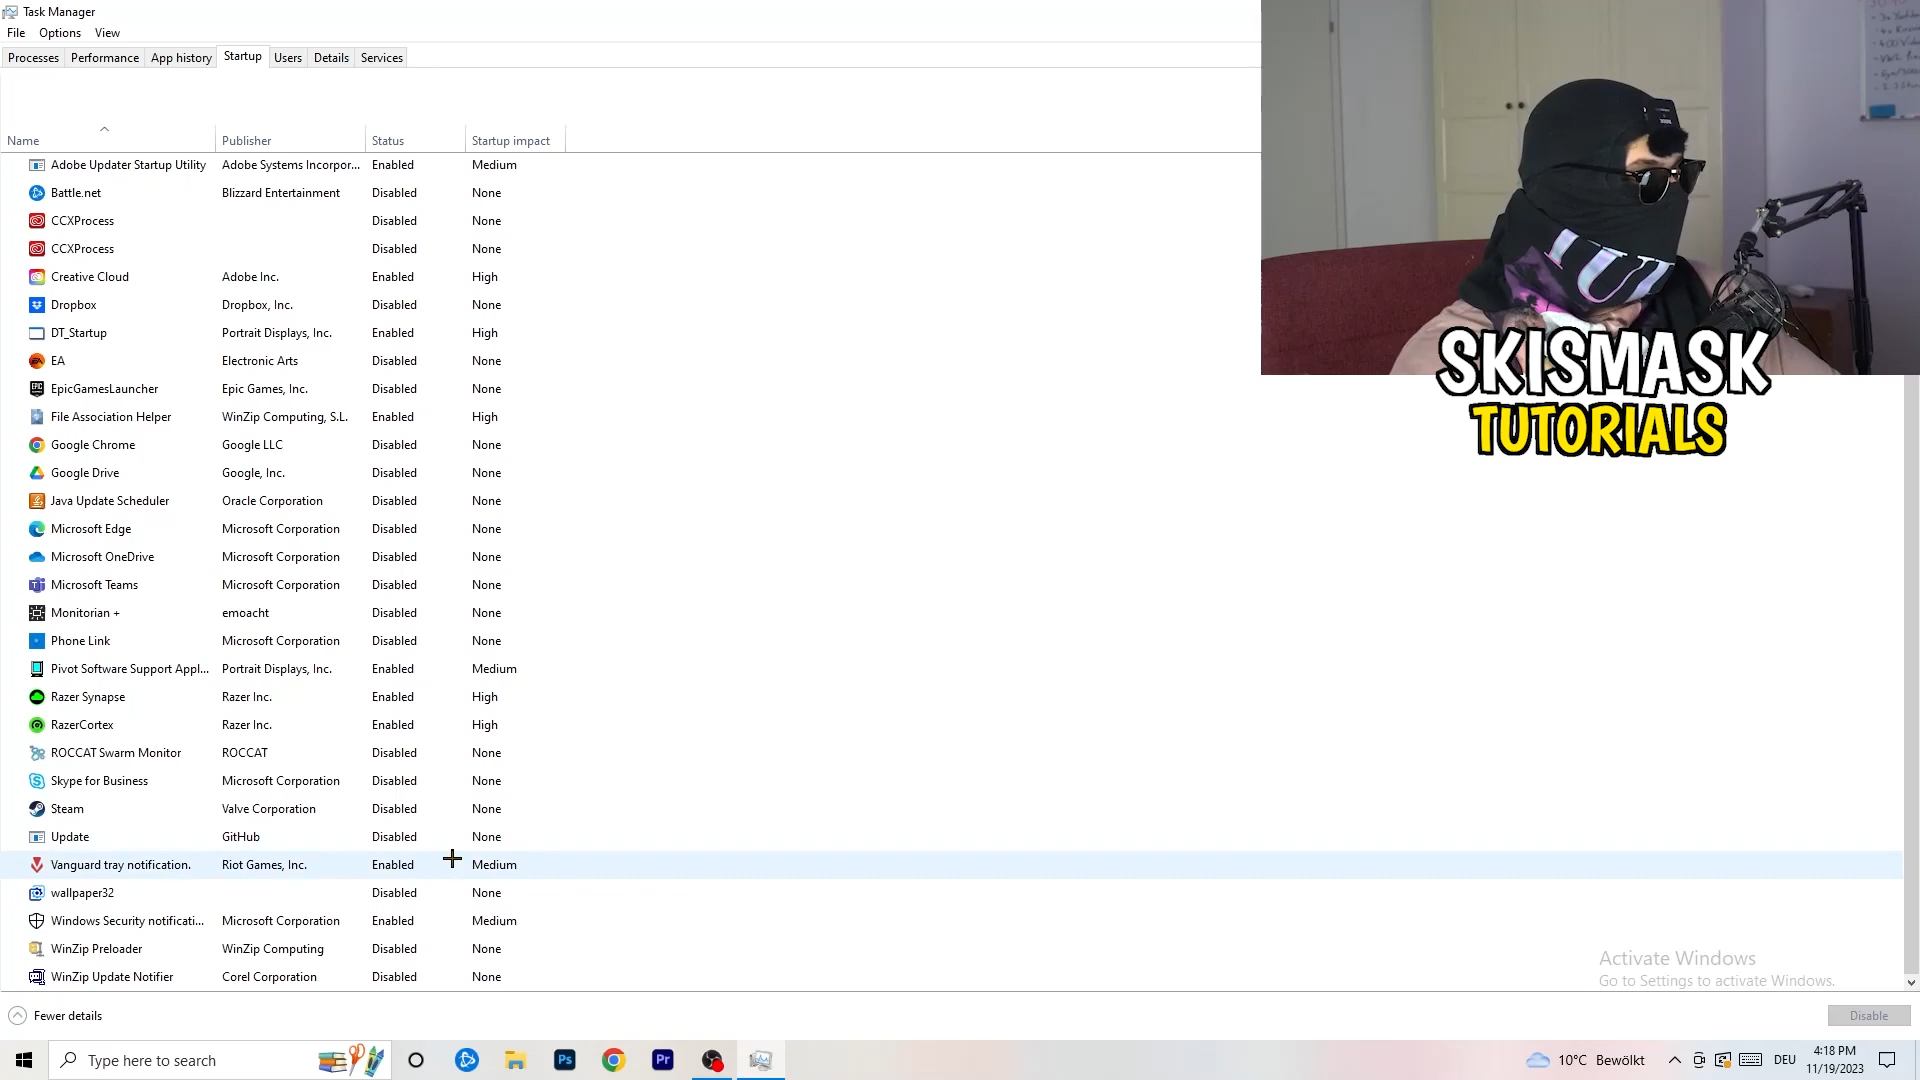 Task Manager
File Options View
Processes Performance App history Startup Users Details Services
Name Publisher Status Startup impact
Adobe Updater Startup Utility Adobe Systems Incorpor... Enabled Medium
Battle.net Blizzard Entertainment Disabled None
CCXProcess Disabled None
CCXProcess Disabled None
Creative Cloud Adobe Inc. Enabled High
Dropbox Dropbox, Inc. Disabled None
DT_Startup Portrait Displays, Inc. Enabled High
EA Electronic Arts Disabled None
EpicGamesLauncher Epic Games, Inc. Disabled None
File Association Helper WinZip Computing, S.L. Enabled High
Google Chrome Google LLC Disabled None
Google Drive Google, Inc. Disabled None
Java Update Scheduler Oracle Corporation Disabled None
Microsoft Edge Microsoft Corporation Disabled None
Microsoft OneDrive Microsoft Corporation Disabled None
Microsoft Teams Microsoft Corporation Disabled None
Monitorian + emoacht Disabled None
Phone Link Microsoft Corporation Disabled None
Pivot Software Support Appl... Portrait Displays, Inc. Enabled Medium
Razer Synapse Razer Inc. Enabled High
RazerCortex Razer Inc. Enabled High
ROCCAT Swarm Monitor ROCCAT Disabled None
Skype for Business Microsoft Corporation Disabled None
Steam Valve Corporation Disabled None
Update GitHub Disabled None
Vanguard tray notification. Riot Games, Inc. Enabled Medium
wallpaper32 Disabled None
Windows Security notificati... Microsoft Corporation Enabled Medium
WinZip Preloader WinZip Computing Disabled None
WinZip Update Notifier Corel Corporation Disabled None
SKISMASK
TUTORIALS
Activate Windows
Go to Settings to activate Windows.
Fewer details Disable
Type here to search Ps Pr 10°C Bewölkt DEU 4:18 PM
11/19/2023